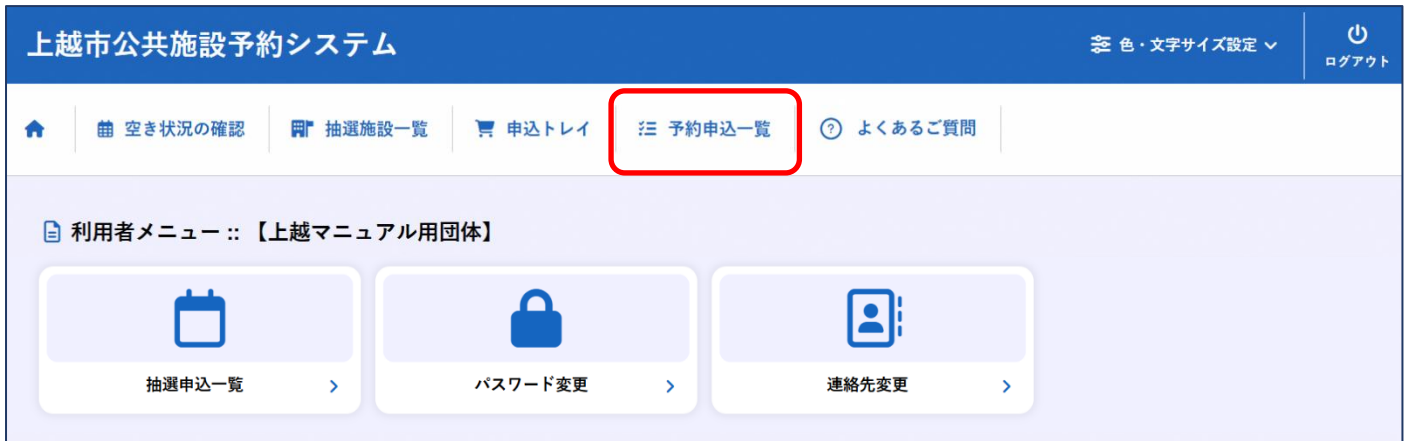 上越市公共施設予約システム
色・文字サイズ設定
ログアウト
空き状況の確認 抽選施設一覧 申込トレイ 予約申込一覧 ? よくあるご質問
利用者メニュー :: 【上越マニュアル用団体】
抽選申込一覧 パスワード変更 連絡先変更